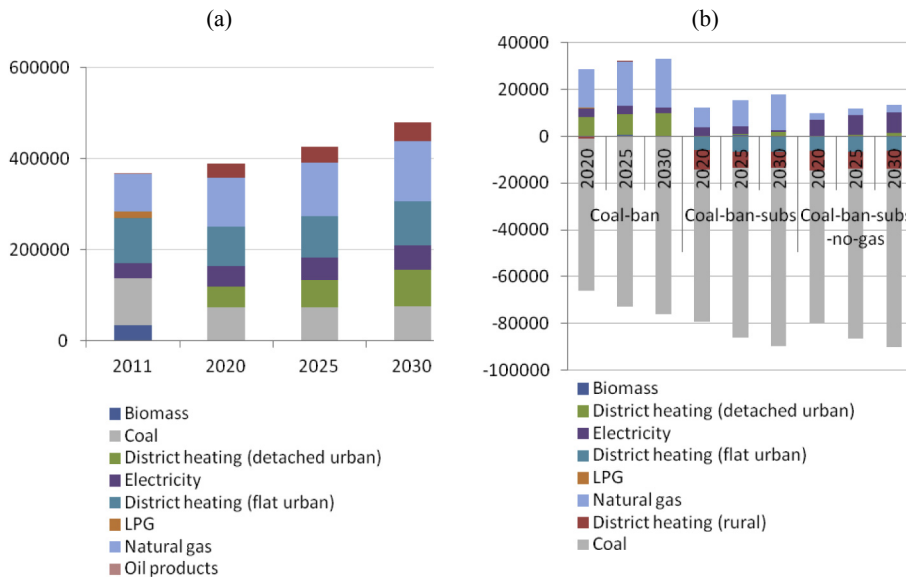 (a)
600000
400000
200000
0
2011 2020 2025 2030
Biomass
Coal
District heating (detached urban)
Electricity
District heating (flat urban)
LPG
Natural gas
Oil products
(b)
40000
20000
0
-20000
-40000
-60000
-80000
-100000
2020 2025 2030 2020 2025 2030 2020 2025 2030
Coal-ban Coal-ban-subs Coal-ban-subs
-no-gas
Biomass
District heating (detached urban)
Electricity
District heating (flat urban)
LPG
Natural gas
District heating (rural)
Coal